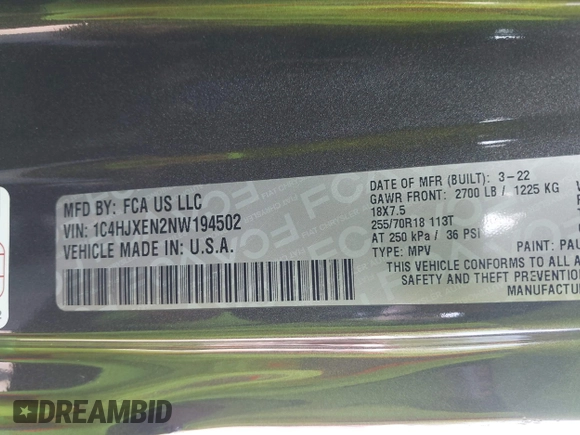 MFD BY: FCA US LLC
VIN: 1C4HJXEN2NW194502
VEHICLE MADE IN U.S.A.
DATE OF MFR (BUILT): 3-22
GAWR FRONT: 2700 LB / 1225 KG
18X7.5
255/70R18 113T
AT 250 kPa / 36 PSI
TYPE: MPV
PAINT: PAU
THIS VEHICLE CONFORMS TO ALL A
SAFETY AND THEFT PREVENTION
MANUFACTU
FCA
DREAMBID